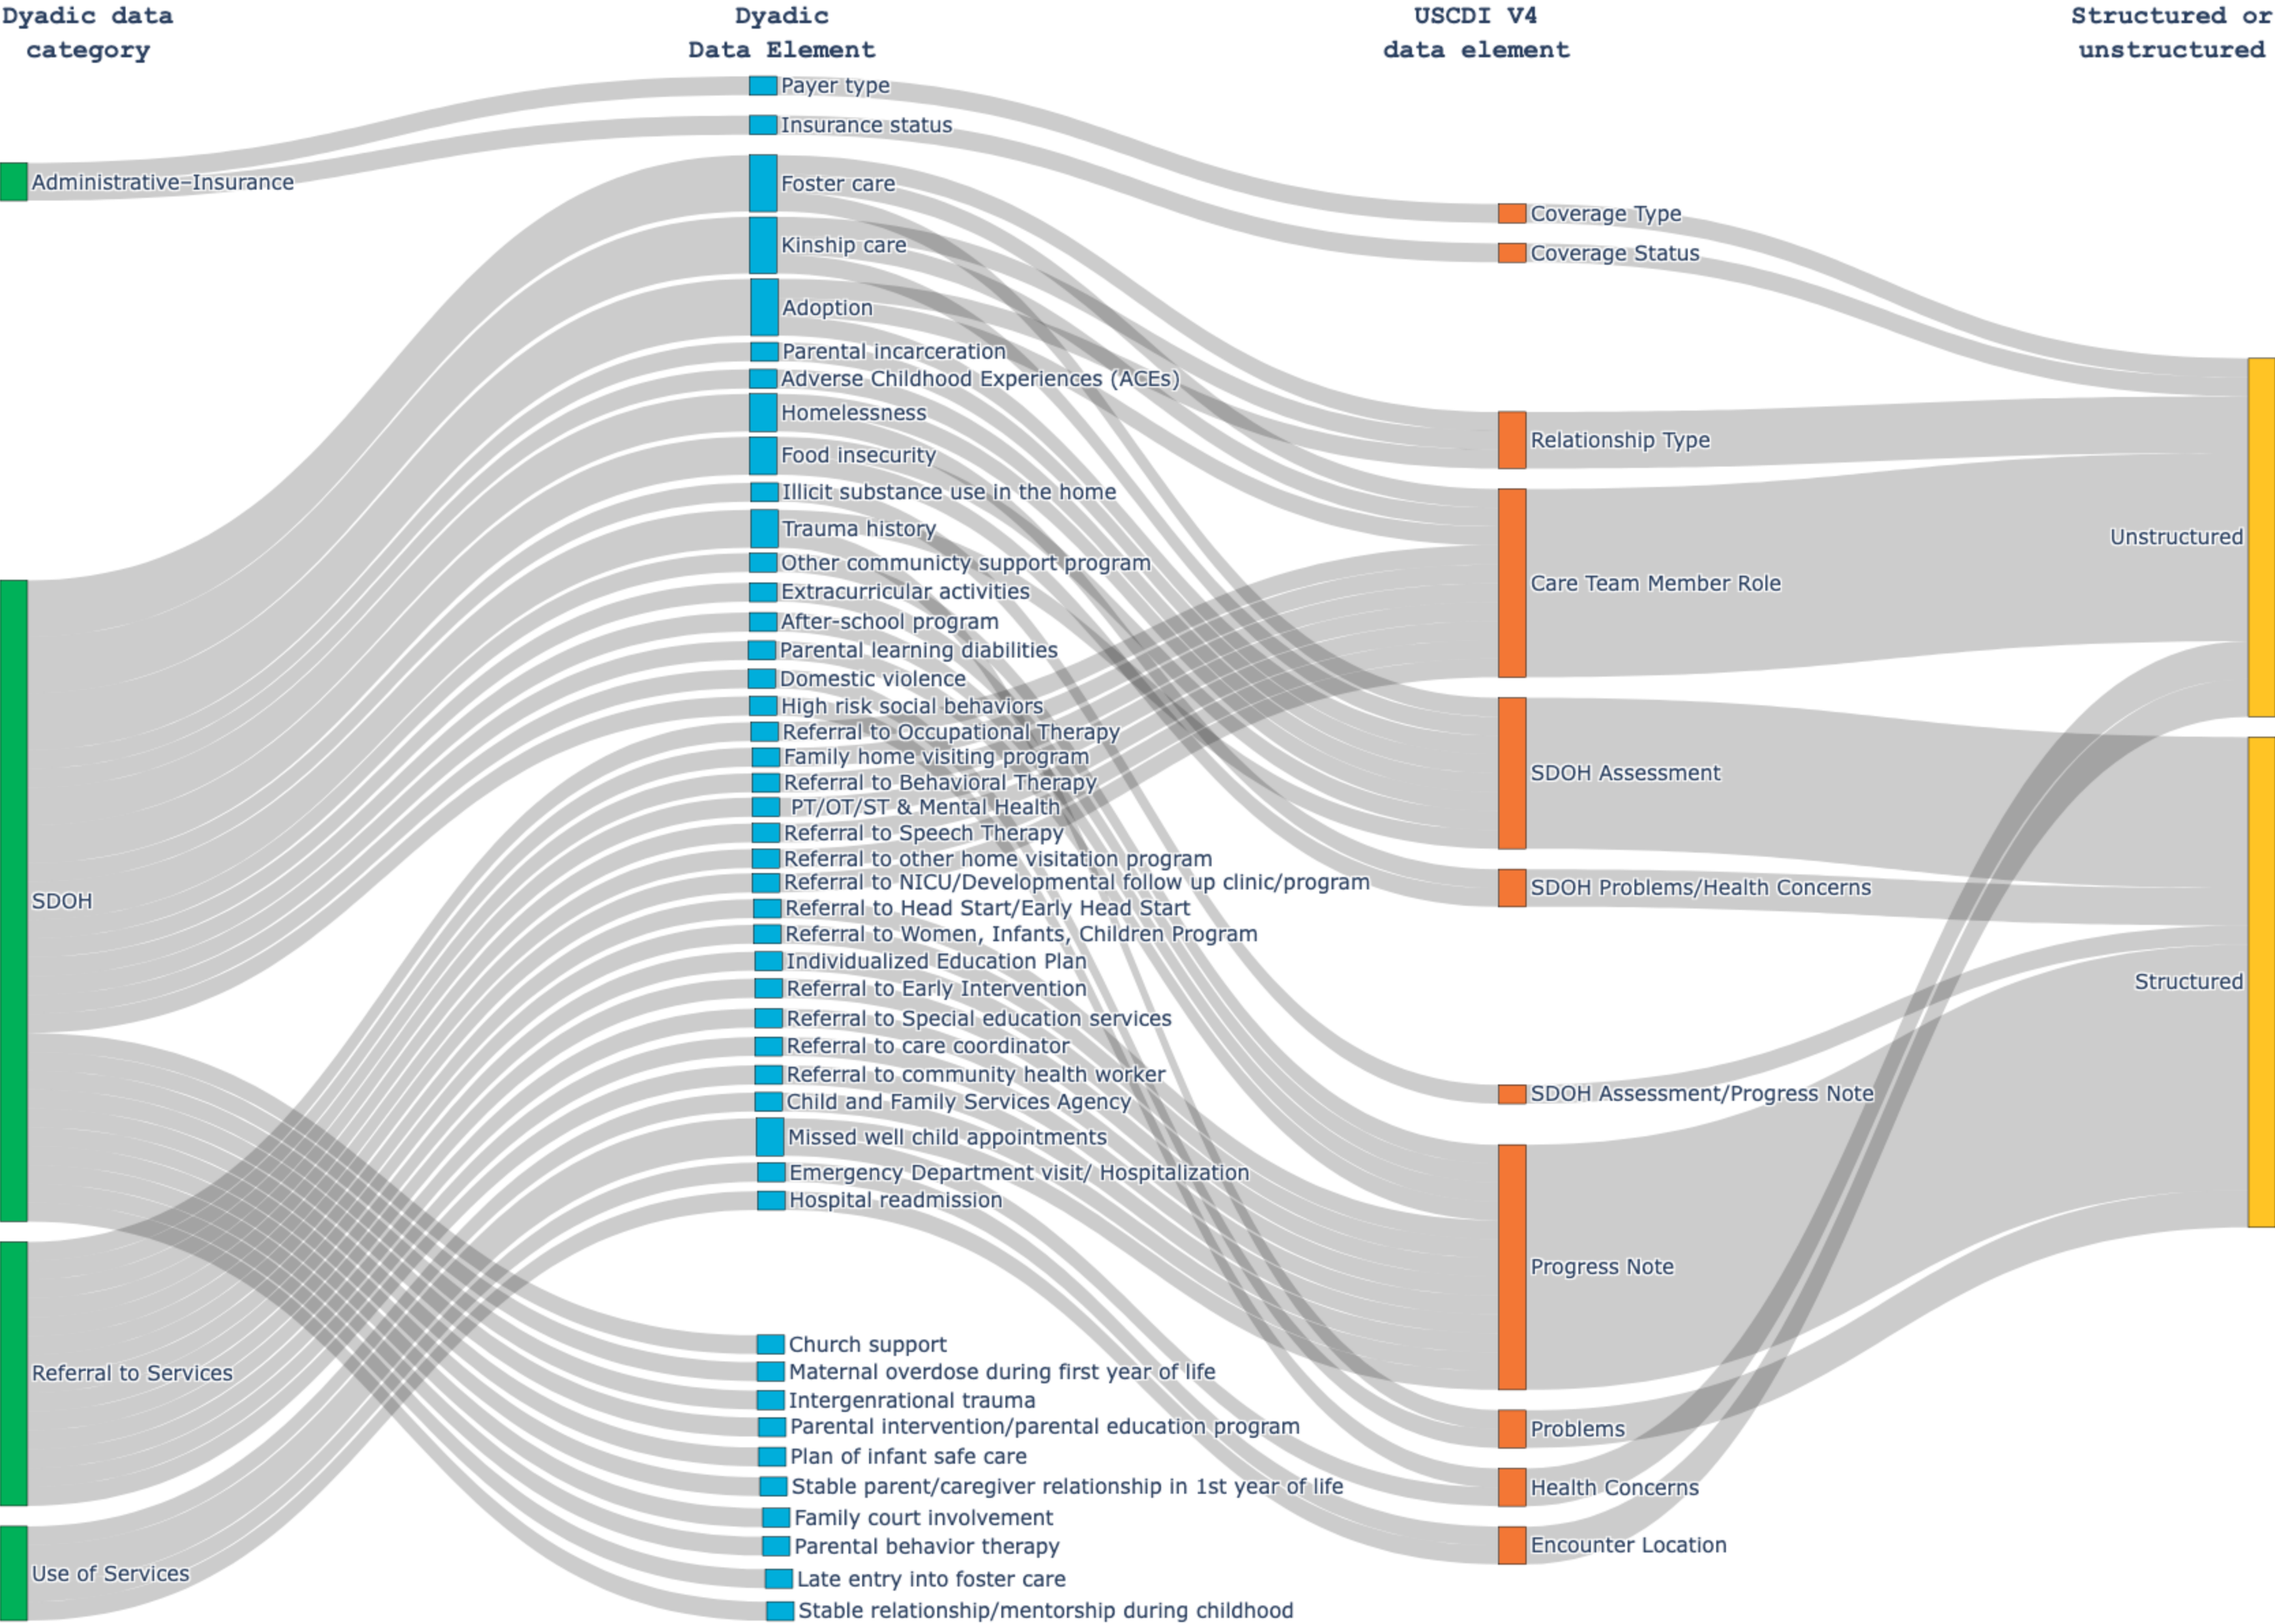 Dyadic data
category
Dyadic
Data Element
USCDI V4
data element
Structured or
unstructured
Administrative–Insurance
SDOH
Referral to Services
Use of Services
Payer type
Insurance status
Foster care
Kinship care
Adoption
Parental incarceration
Adverse Childhood Experiences (ACEs)
Homelessness
Food insecurity
Illicit substance use in the home
Trauma history
Other communicty support program
Extracurricular activities
After-school program
Parental learning diabilities
Domestic violence
High risk social behaviors
Referral to Occupational Therapy
Family home visiting program
Referral to Behavioral Therapy
PT/OT/ST & Mental Health
Referral to Speech Therapy
Referral to other home visitation program
Referral to NICU/Developmental follow up clinic/program
Referral to Head Start/Early Head Start
Referral to Women, Infants, Children Program
Individualized Education Plan
Referral to Early Intervention
Referral to Special education services
Referral to care coordinator
Referral to community health worker
Child and Family Services Agency
Missed well child appointments
Emergency Department visit/ Hospitalization
Hospital readmission
Church support
Maternal overdose during first year of life
Intergenrational trauma
Parental intervention/parental education program
Plan of infant safe care
Stable parent/caregiver relationship in 1st year of life
Family court involvement
Parental behavior therapy
Late entry into foster care
Stable relationship/mentorship during childhood
Coverage Type
Coverage Status
Relationship Type
Care Team Member Role
SDOH Assessment
SDOH Problems/Health Concerns
SDOH Assessment/Progress Note
Progress Note
Problems
Health Concerns
Encounter Location
Unstructured
Structured